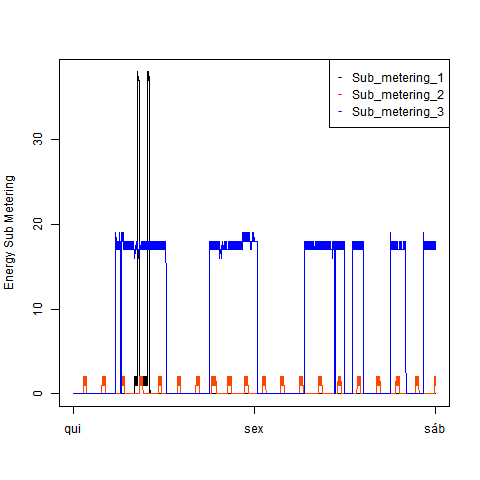 Sub_metering_1
Sub_metering_2
Sub_metering_3
Energy Sub Metering
30
20
10
0
qui sex sáb